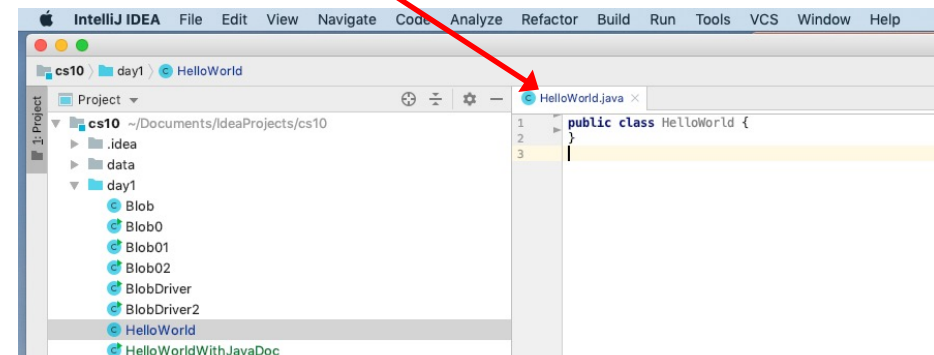 IntelliJ IDEA File Edit View Navigate Code Analyze Refactor Build Run Tools VCS Window Help
cs10 day1 HelloWorld
1: Project
Project
HelloWorld.java
cs10 ~/Documents/IdeaProjects/cs10
.idea
data
day1
Blob
Blob0
Blob01
Blob02
BlobDriver
BlobDriver2
HelloWorld
HelloWorldWithJavaDoc
1 public class HelloWorld {
2 }
3